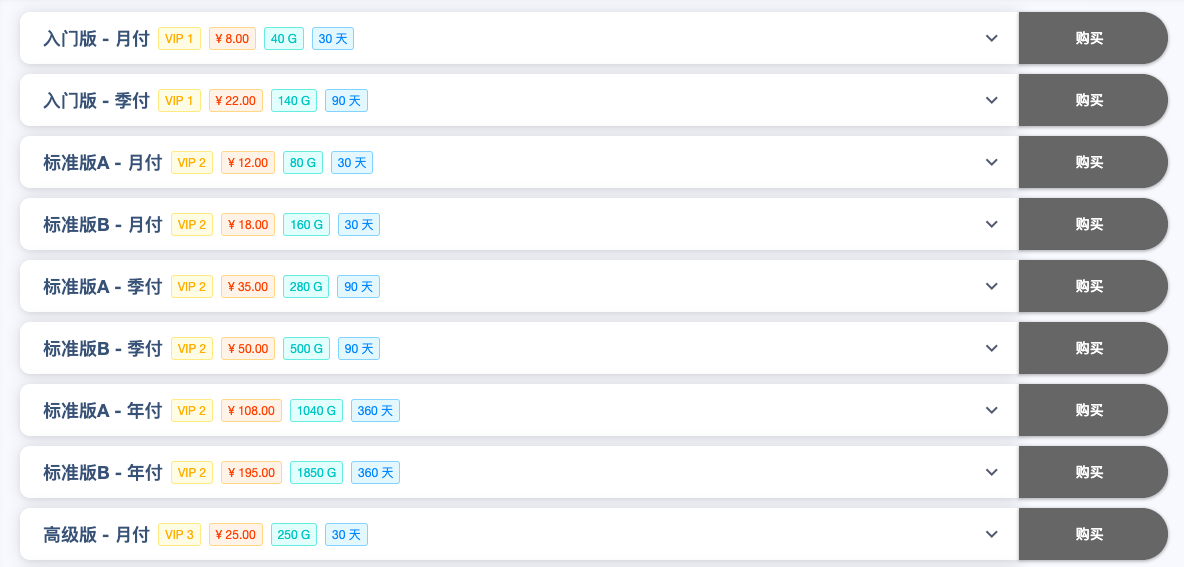 入门版 - 月付 VIP 1 ¥ 8.00 40 G 30 天 购买
入门版 - 季付 VIP 1 ¥ 22.00 140 G 90 天 购买
标准版A - 月付 VIP 2 ¥ 12.00 80 G 30 天 购买
标准版B - 月付 VIP 2 ¥ 18.00 160 G 30 天 购买
标准版A - 季付 VIP 2 ¥ 35.00 280 G 90 天 购买
标准版B - 季付 VIP 2 ¥ 50.00 500 G 90 天 购买
标准版A - 年付 VIP 2 ¥ 108.00 1040 G 360 天 购买
标准版B - 年付 VIP 2 ¥ 195.00 1850 G 360 天 购买
高级版 - 月付 VIP 3 ¥ 25.00 250 G 30 天 购买